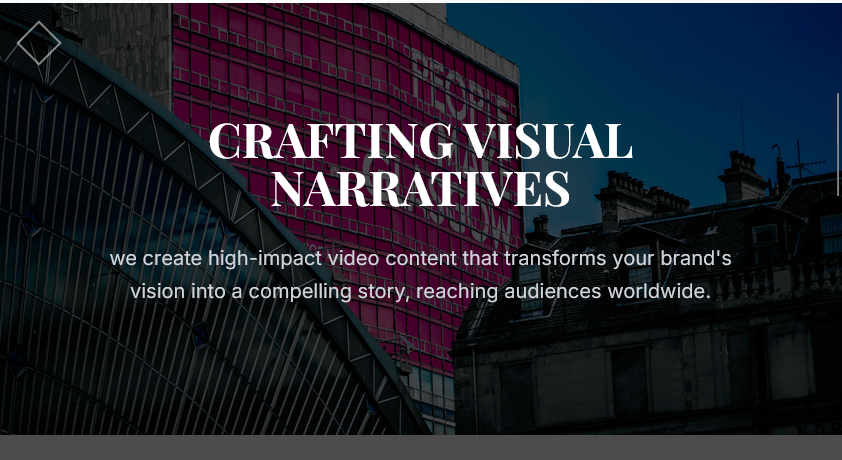 PEOPLE
CRAFTING VISUAL
NARRATIVES
we create high-impact video content that transforms your brand's
vision into a compelling story, reaching audiences worldwide.